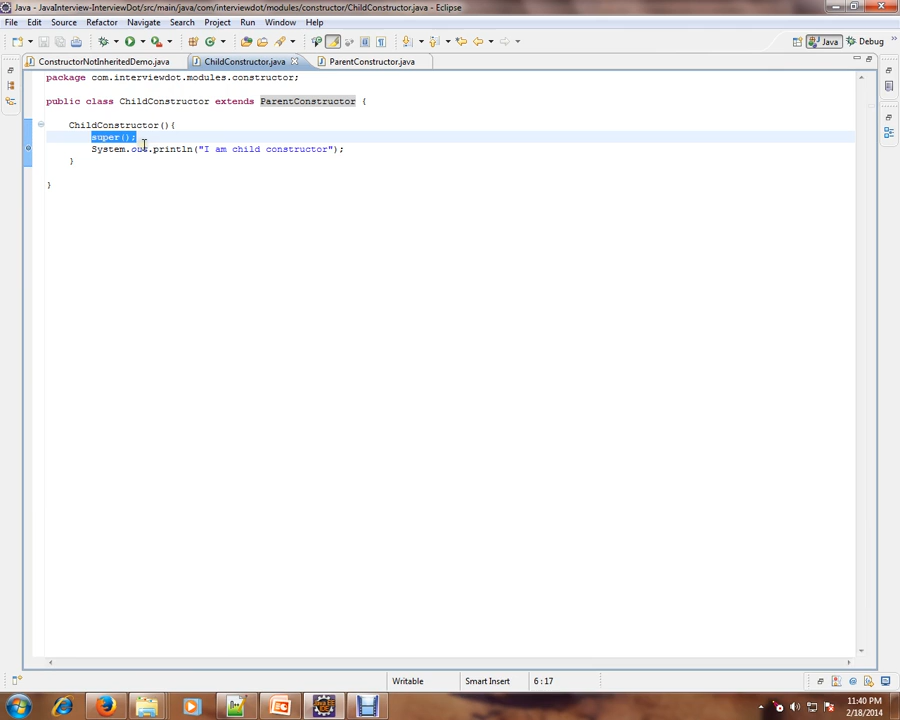 Java - JavaInterview-InterviewDot/src/main/java/com/interviewdot/modules/constructor/ChildConstructor.java - Eclipse
File Edit Source Refactor Navigate Search Project Run Window Help
Java Debug
ConstructorNotInheritedDemo.java ChildConstructor.java ParentConstructor.java
package com.interviewdot.modules.constructor;
public class ChildConstructor extends ParentConstructor {
ChildConstructor(){
super();
System.out.println("I am child constructor");
}
}
Writable Smart Insert 6 : 17
11:40 PM
2/18/2014